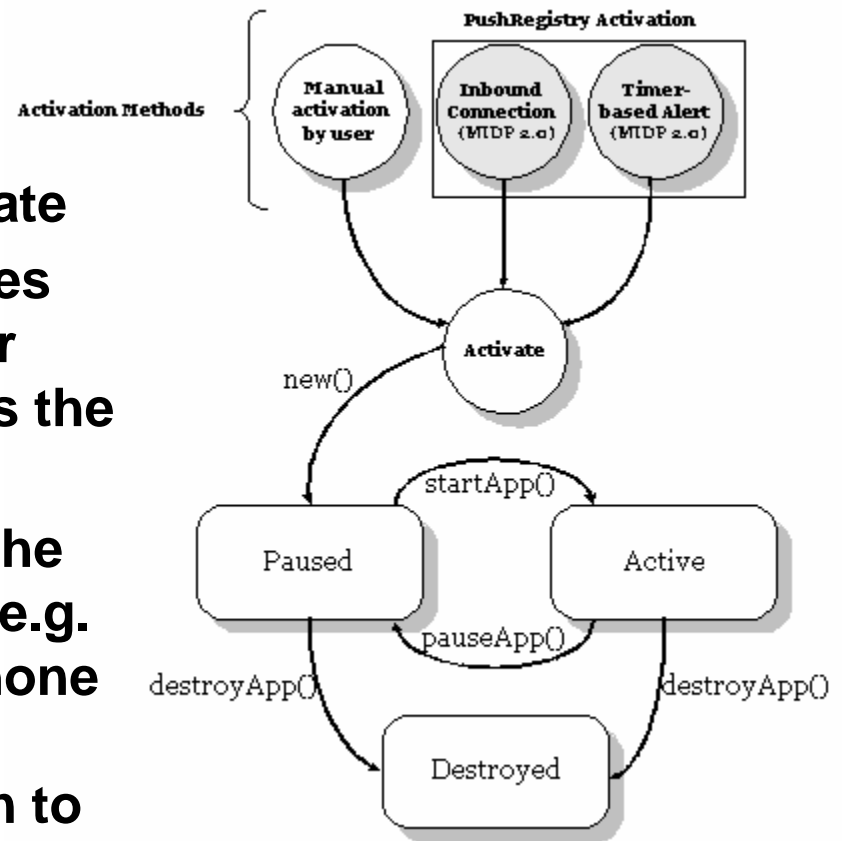 PushRegistry Activation
Activation Methods
Manual
activation
by user
Inbound
Connection
(MIDP 2.0)
Timer-
based Alert
(MIDP 2.0)
Activate
new()
startApp()
Paused
Active
pauseApp()
destroyApp()
destroyApp()
Destroyed
ate
es
r
s the
he
e.g.
none
n to